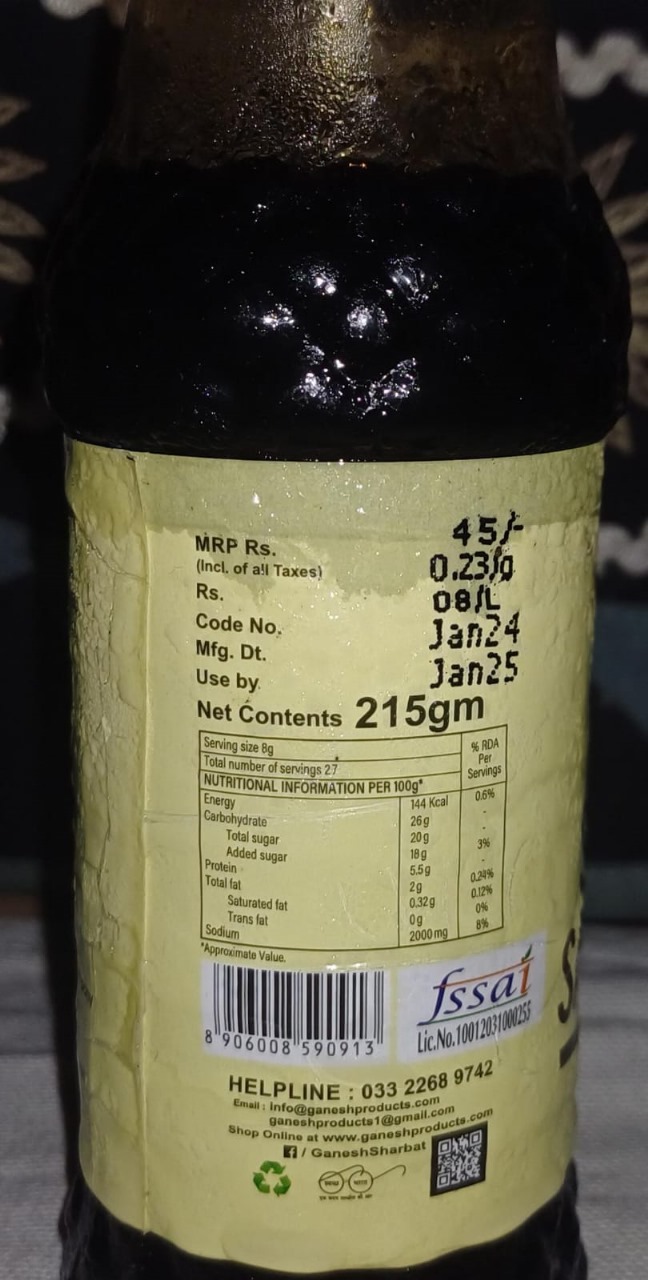 MRP Rs. 45/-
(Incl. of all Taxes) 0.23/g
Rs. 08/L
Code No. Jan24
Mfg. Dt. Jan25
Use by.
Net Contents 215gm
Serving size 8g
Total number of servings 27
% RDA Per Servings
NUTRITIONAL INFORMATION PER 100g*
Energy 144 Kcal 0.6%
Carbohydrate 26g -
Total sugar 20g -
Added sugar 18g 3%
Protein 5.5g -
Total fat 2g 0.24%
Saturated fat 0.32g 0.12%
Trans fat 0g 0%
Sodium 2000mg 8%
*Approximate Value.
8 906008 590913
fssai
Lic.No.10012031000255
HELPLINE : 033 2268 9742
Email : info@ganeshproducts.com
ganeshproducts1@gmail.com
Shop Online at www.ganeshproducts.com
f / GaneshSharbat